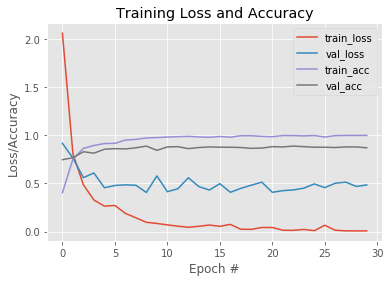 Training Loss and Accuracy
train_loss
val_loss
train_acc
val_acc
2.0
1.5
1.0
0.5
0.0
Loss/Accuracy
0 5 10 15 20 25 30
Epoch #